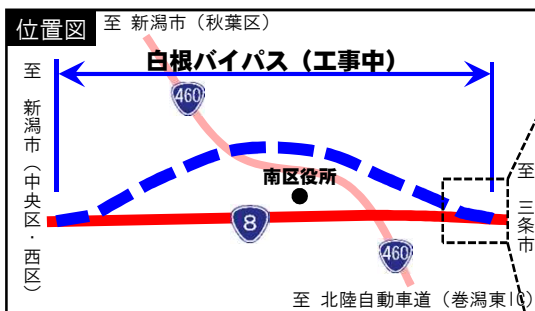 位置図
至 新潟市（秋葉区）
白根バイパス（工事中）
至 新潟市（中央区・西区）
460
南区役所
8
460
至 三条市
至 北陸自動車道（巻潟東IC）